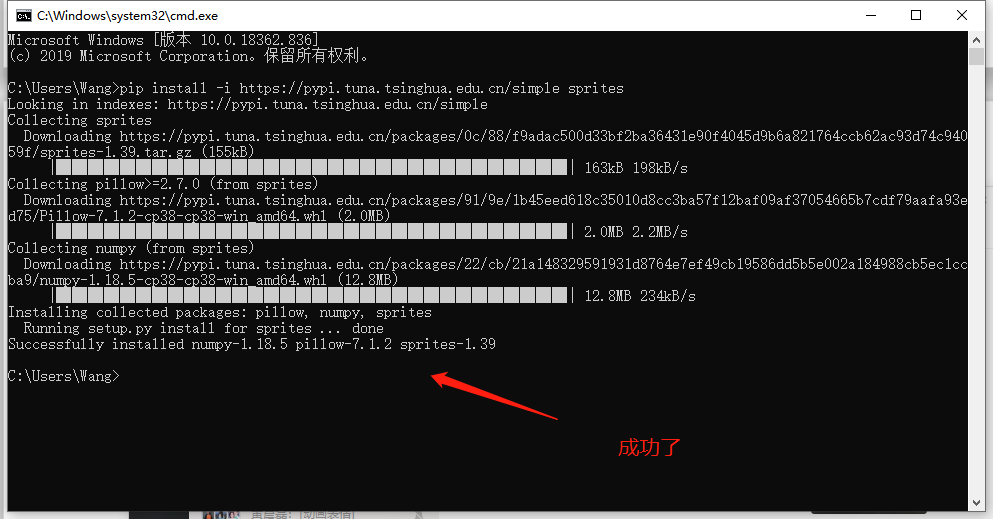 C:\Windows\system32\cmd.exe
Microsoft Windows [版本 10.0.18362.836]
(c) 2019 Microsoft Corporation。保留所有权利。
C:\Users\Wang>pip install -i https://pypi.tuna.tsinghua.edu.cn/simple sprites
Looking in indexes: https://pypi.tuna.tsinghua.edu.cn/simple
Collecting sprites
Downloading https://pypi.tuna.tsinghua.edu.cn/packages/0c/88/f9adac500d33bf2ba36431e90f4045d9b6a821764ccb62ac93d74c940
59f/sprites-1.39.tar.gz (155kB)
163kB 198kB/s
Collecting pillow>=2.7.0 (from sprites)
Downloading https://pypi.tuna.tsinghua.edu.cn/packages/91/9e/1b45eed618c35010d8cc3ba57f12baf09af37054665b7cdf79aafa93e
d75/Pillow-7.1.2-cp38-cp38-win_amd64.whl (2.0MB)
2.0MB 2.2MB/s
Collecting numpy (from sprites)
Downloading https://pypi.tuna.tsinghua.edu.cn/packages/22/cb/21a148329591931d8764e7ef49cb19586dd5b5e002a184988cb5ec1cc
ba9/numpy-1.18.5-cp38-cp38-win_amd64.whl (12.8MB)
12.8MB 234kB/s
Installing collected packages: pillow, numpy, sprites
Running setup.py install for sprites ... done
Successfully installed numpy-1.18.5 pillow-7.1.2 sprites-1.39
C:\Users\Wang>
成功了